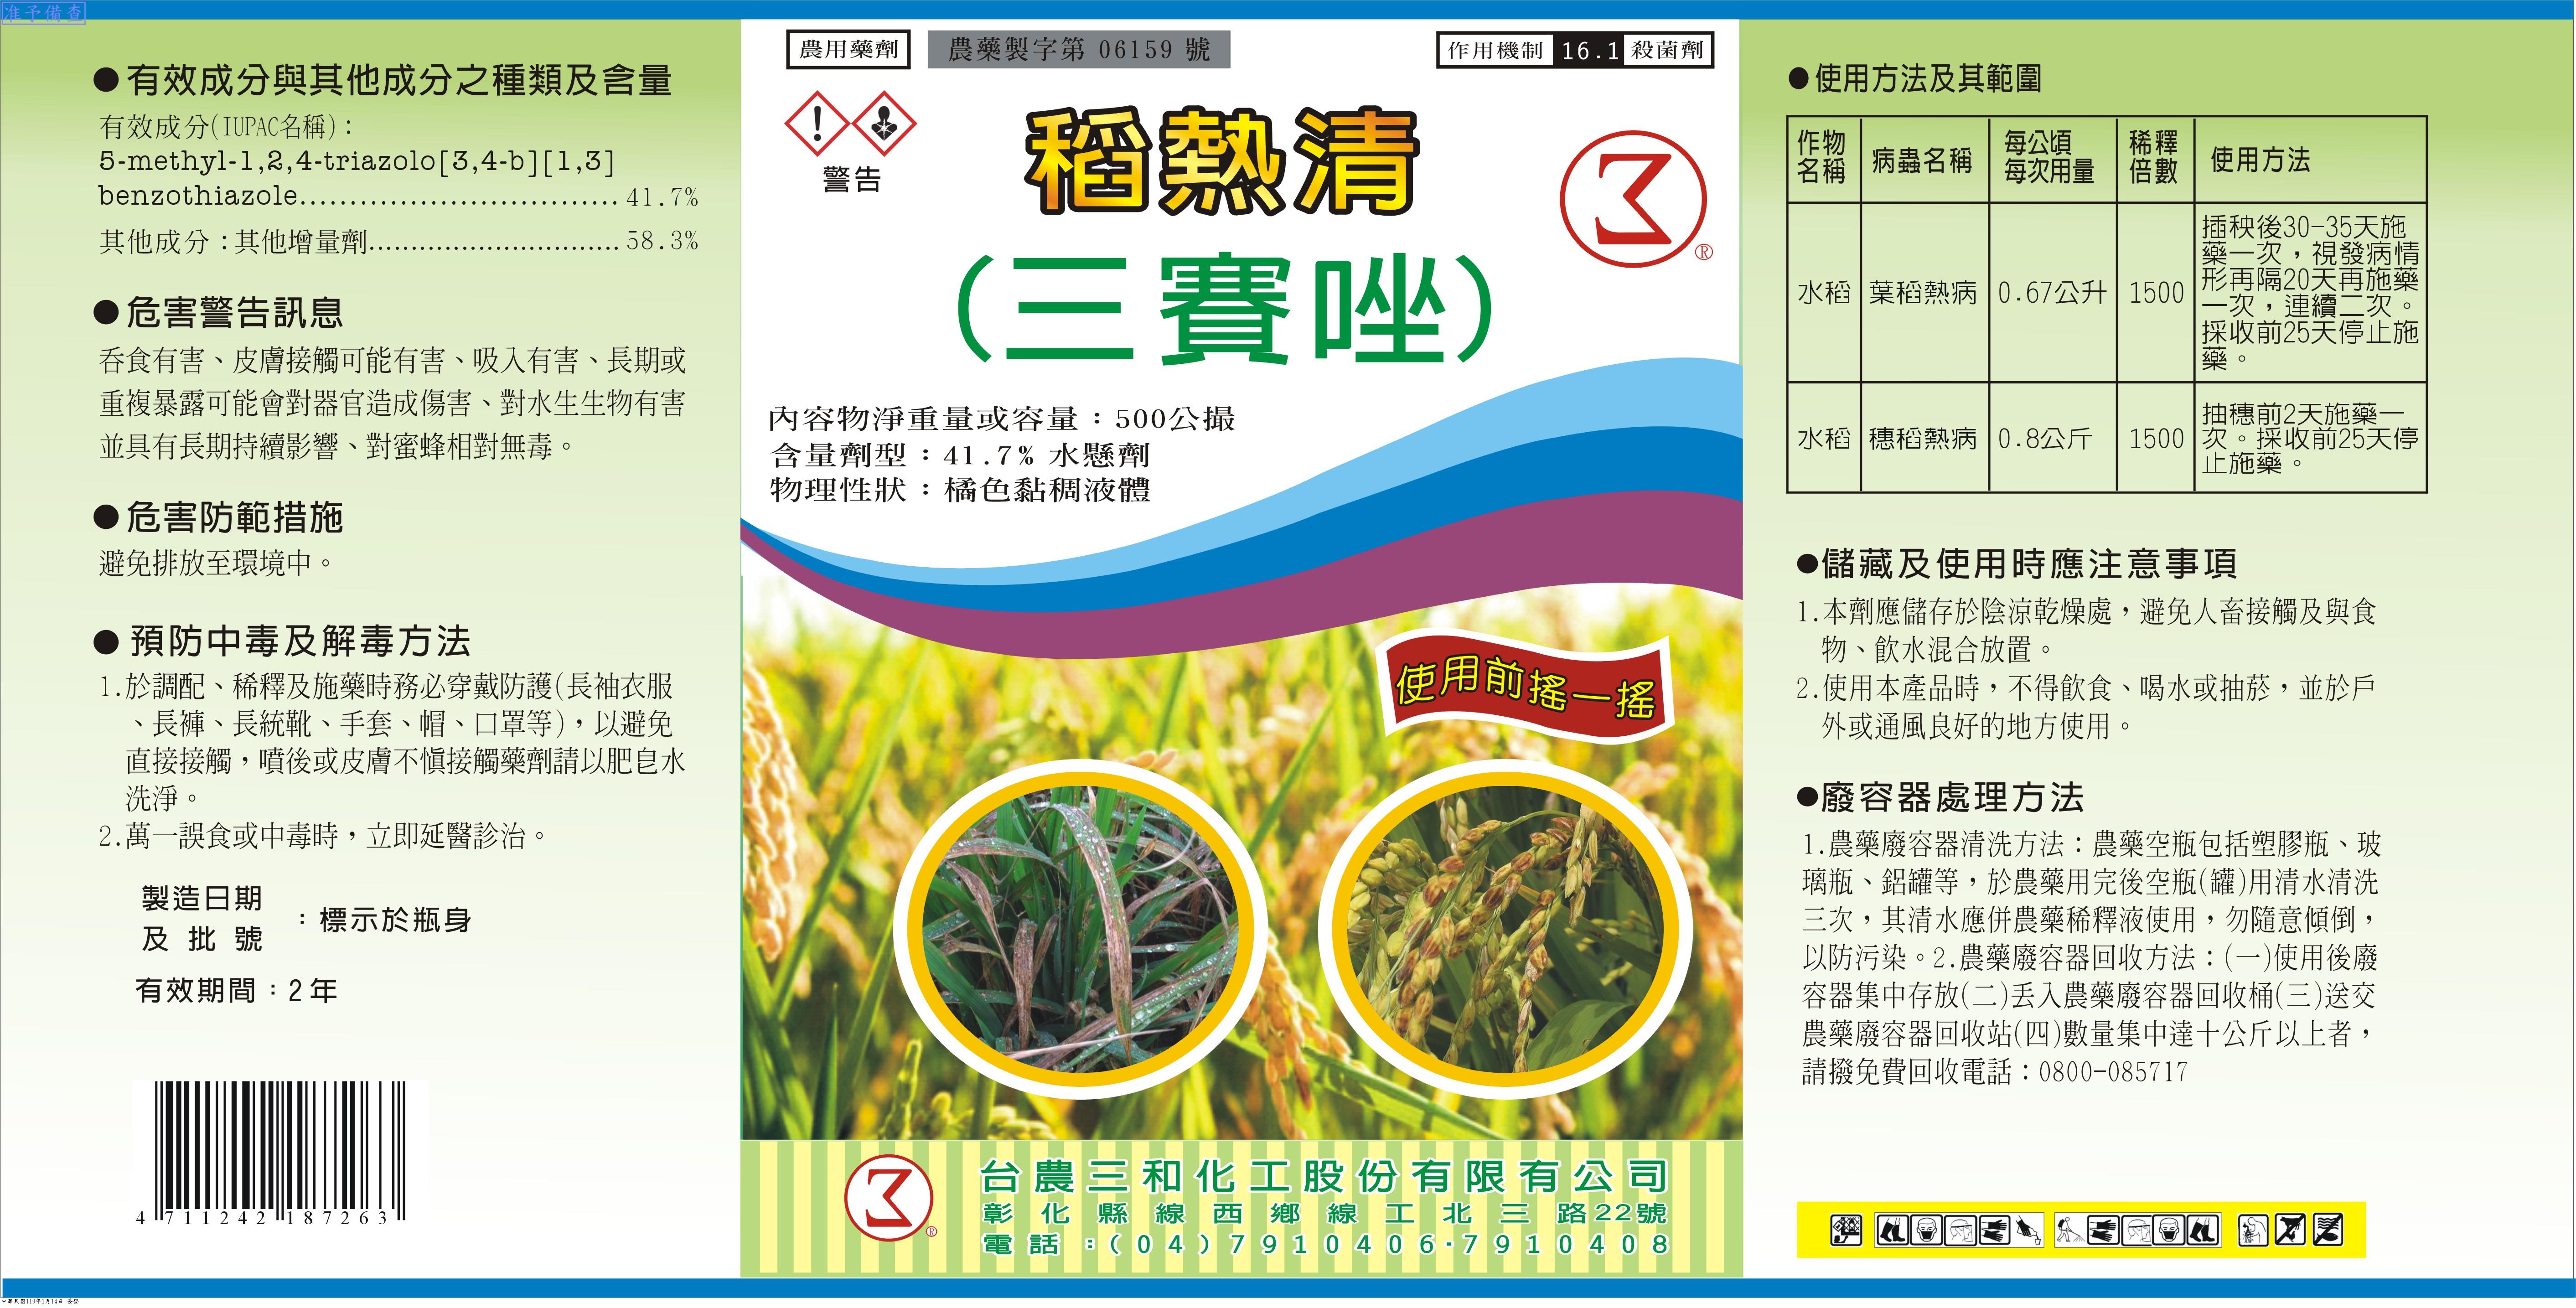 准予備查
● 有效成分與其他成分之種類及含量
有效成分(IUPAC名稱)：
5-methyl-1,2,4-triazolo[3,4-b][1,3]
benzothiazole................................ 41.7%
其他成分：其他增量劑............................. 58.3%
● 危害警告訊息
吞食有害、皮膚接觸可能有害、吸入有害、長期或
重複暴露可能會對器官造成傷害、對水生生物有害
並具有長期持續影響、對蜜蜂相對無毒。
● 危害防範措施
避免排放至環境中。
● 預防中毒及解毒方法
1.於調配、稀釋及施藥時務必穿戴防護(長袖衣服
、長褲、長統靴、手套、帽、口罩等)，以避免
直接接觸，噴後或皮膚不慎接觸藥劑請以肥皂水
洗淨。
2.萬一誤食或中毒時，立即延醫診治。
製造日期
及批號
：標示於瓶身
有效期間：2年
4 711242 187263
農用藥劑
農藥製字第 06159 號
作用機制 16.1 殺菌劑
警告
稻熱清
(三賽唑)
®
內容物淨重量或容量：500公撮
含量劑型：41.7% 水懸劑
物理性狀：橘色黏稠液體
使用前搖一搖
®
台農三和化工股份有限有公司
彰化縣線西鄉線工北三路22號
電話：(04)7910406·7910408
● 使用方法及其範圍
作物名稱 病蟲名稱 每公頃每次用量 稀釋倍數 使用方法
水稻 葉稻熱病 0.67公升 1500 插秧後30-35天施
藥一次，視發病情
形再隔20天再施藥
一次，連續二次。
採收前25天停止施
藥。
水稻 穗稻熱病 0.8公斤 1500 抽穗前2天施藥一
次。採收前25天停
止施藥。
●儲藏及使用時應注意事項
1.本劑應儲存於陰涼乾燥處，避免人畜接觸及與食
物、飲水混合放置。
2.使用本產品時，不得飲食、喝水或抽菸，並於戶
外或通風良好的地方使用。
●廢容器處理方法
1.農藥廢容器清洗方法：農藥空瓶包括塑膠瓶、玻
璃瓶、鋁罐等，於農藥用完後空瓶(罐)用清水清洗
三次，其清水應併農藥稀釋液使用，勿隨意傾倒，
以防污染。2.農藥廢容器回收方法：(一)使用後廢
容器集中存放(二)丟入農藥廢容器回收桶(三)送交
農藥廢容器回收站(四)數量集中達十公斤以上者，
請撥免費回收電話：0800-085717
中華民國110年1月14日 簽發